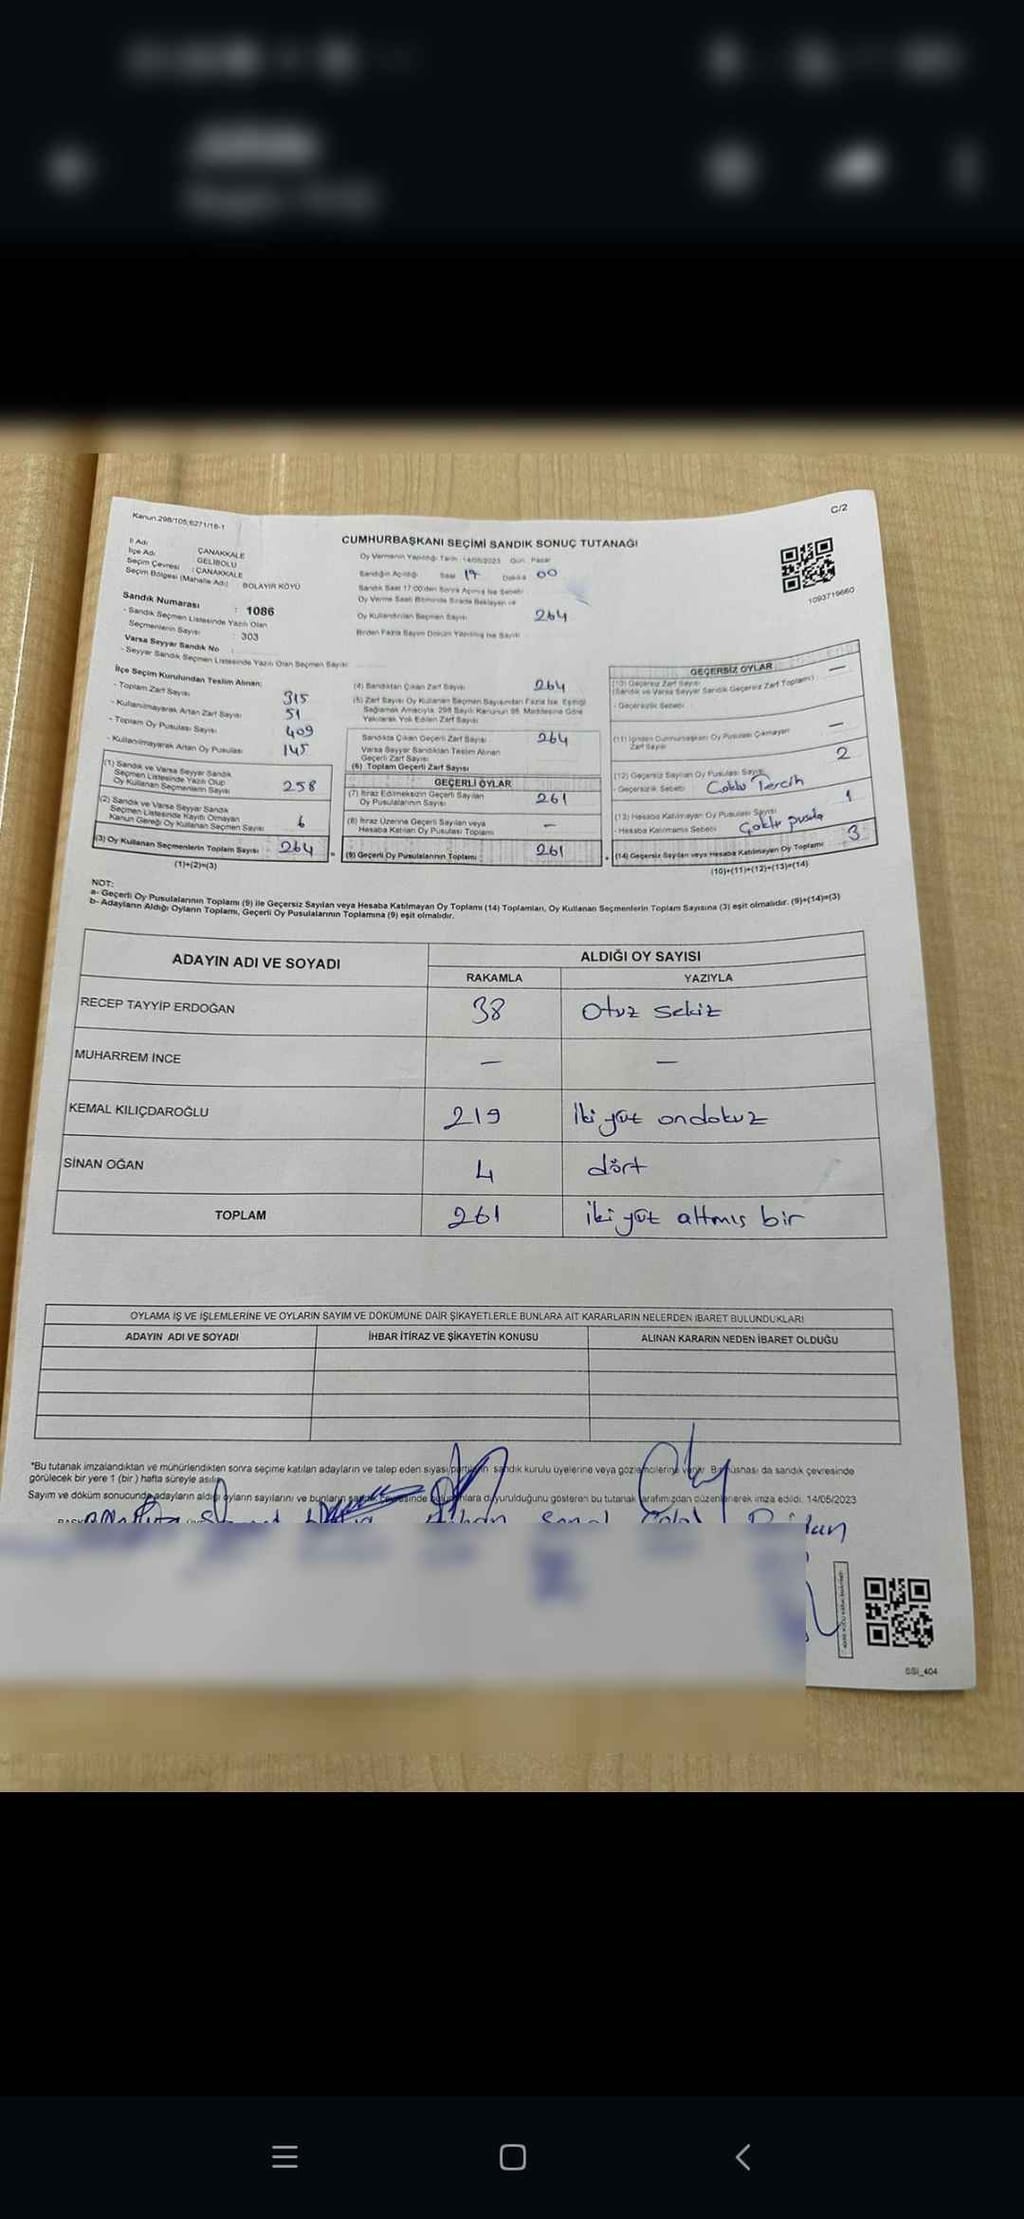 Kanun.298/105;6271/16-1
C/2
CUMHURBAŞKANI SEÇİMİ SANDIK SONUÇ TUTANAĞI
İl Adı ÇANAKKALE
İlçe Adı GELİBOLU
Seçim Çevresi : ÇANAKKALE
Seçim Bölgesi (Mahalle Adı) BOLAYIR KÖYÜ
Sandık Numarası : 1086
- Sandık Seçmen Listesinde Yazılı Olan
Seçmenlerin Sayısı : 303
Varsa Seyyar Sandık No
- Seyyar Sandık Seçmen Listesinde Yazılı Olan Seçmen Sayısı
Oy Vermenin Yapıldığı Tarih 14/05/2023 Gün Pazar
Sandığın Açıldığı Saat 17 Dakika 00
Sandık Saat 17:00'den Sonra Açılmış İse Sebebi
Oy Verme Saati Bitiminde Sırada Bekleyen ve
Oy Kullandırılan Seçmen Sayısı 264
Birden Fazla Sayım Döküm Yapılmış İse Sayısı
1093719660
İlçe Seçim Kurulundan Teslim Alınan:
- Toplam Zarf Sayısı 315
- Kullanılmayarak Artan Zarf Sayısı 51
- Toplam Oy Pusulası Sayısı 409
- Kullanılmayarak Artan Oy Pusulası 145
(1) Sandık ve Varsa Seyyar Sandık
Seçmen Listesinde Yazılı Olup
Oy Kullanan Seçmenlerin Sayısı 258
(2) Sandık ve Varsa Seyyar Sandık
Seçmen Listesinde Kayıtlı Olmayan
Kanun Gereği Oy Kullanan Seçmen Sayısı 6
(3) Oy Kullanan Seçmenlerin Toplam Sayısı : 264
(1)+(2)=(3)
(4) Sandıktan Çıkan Zarf Sayısı 264
(5) Zarf Sayısı Oy Kullanan Seçmen Sayısından Fazla İse, Eşitliği
Sağlamak Amacıyla, 298 Sayılı Kanunun 98. Maddesine Göre
Yakılarak Yok Edilen Zarf Sayısı
Sandıkta Çıkan Geçerli Zarf Sayısı 264
Varsa Seyyar Sandıktan Teslim Alınan
Geçerli Zarf Sayısı
(6) Toplam Geçerli Zarf Sayısı
GEÇERLİ OYLAR
(7) İtiraz Edilmeksizin Geçerli Sayılan
Oy Pusulalarının Sayısı 261
(8) İtiraz Üzerine Geçerli Sayılan veya
Hesaba Katılan Oy Pusulası Toplamı —
(9) Geçerli Oy Pusulalarının Toplamı : 261
GEÇERSİZ OYLAR
(10) Geçersiz Zarf Sayısı —
(Sandık ve Varsa Seyyar Sandık Geçersiz Zarf Toplamı)
- Geçersizlik Sebebi
(11) İçinden Cumhurbaşkanı Oy Pusulası Çıkmayan
Zarf Sayısı —
(12) Geçersiz Sayılan Oy Pusulası Sayısı 2
- Geçersizlik Sebebi Çoklu Tercih
(13) Hesaba Katılmayan Oy Pusulası Sayısı 1
- Hesaba Katılmama Sebebi Çoklu pusula
(14) Geçersiz Sayılan veya Hesaba Katılmayan Oy Toplamı 3
(10)+(11)+(12)+(13)=(14)
NOT:
a- Geçerli Oy Pusulalarının Toplamı (9) ile Geçersiz Sayılan veya Hesaba Katılmayan Oy Toplamı (14) Toplamları, Oy Kullanan Seçmenlerin Toplam Sayısına (3) eşit olmalıdır. (9)+(14)=(3)
b- Adayların Aldığı Oyların Toplamı, Geçerli Oy Pusulalarının Toplamına (9) eşit olmalıdır.
ADAYIN ADI VE SOYADI ALDIĞI OY SAYISI
RAKAMLA YAZIYLA
RECEP TAYYİP ERDOĞAN 38 Otuz sekiz
MUHARREM İNCE — —
KEMAL KILIÇDAROĞLU 219 iki yüz ondokuz
SİNAN OĞAN 4 dört
TOPLAM 261 iki yüz altmış bir
OYLAMA İŞ VE İŞLEMLERİNE VE OYLARIN SAYIM VE DÖKÜMÜNE DAİR ŞİKAYETLERLE BUNLARA AİT KARARLARIN NELERDEN İBARET BULUNDUKLARI
ADAYIN ADI VE SOYADI İHBAR İTİRAZ VE ŞİKAYETİN KONUSU ALINAN KARARIN NEDEN İBARET OLDUĞU
*Bu tutanak imzalandıktan ve mühürlendikten sonra seçime katılan adayların ve talep eden siyasi partilerin sandık kurulu üyelerine veya gözlemcilerine verilir. Bir nüshası da sandık çevresinde
görülecek bir yere 1 (bir) hafta süreyle asılır.
Sayım ve döküm sonucunda adayların aldığı oyların sayılarını ve bunların sandık çevresinde bulunanlara duyurulduğunu gösteren bu tutanak tarafımızdan düzenlenerek imza edildi. 14/05/2023
SSI_404